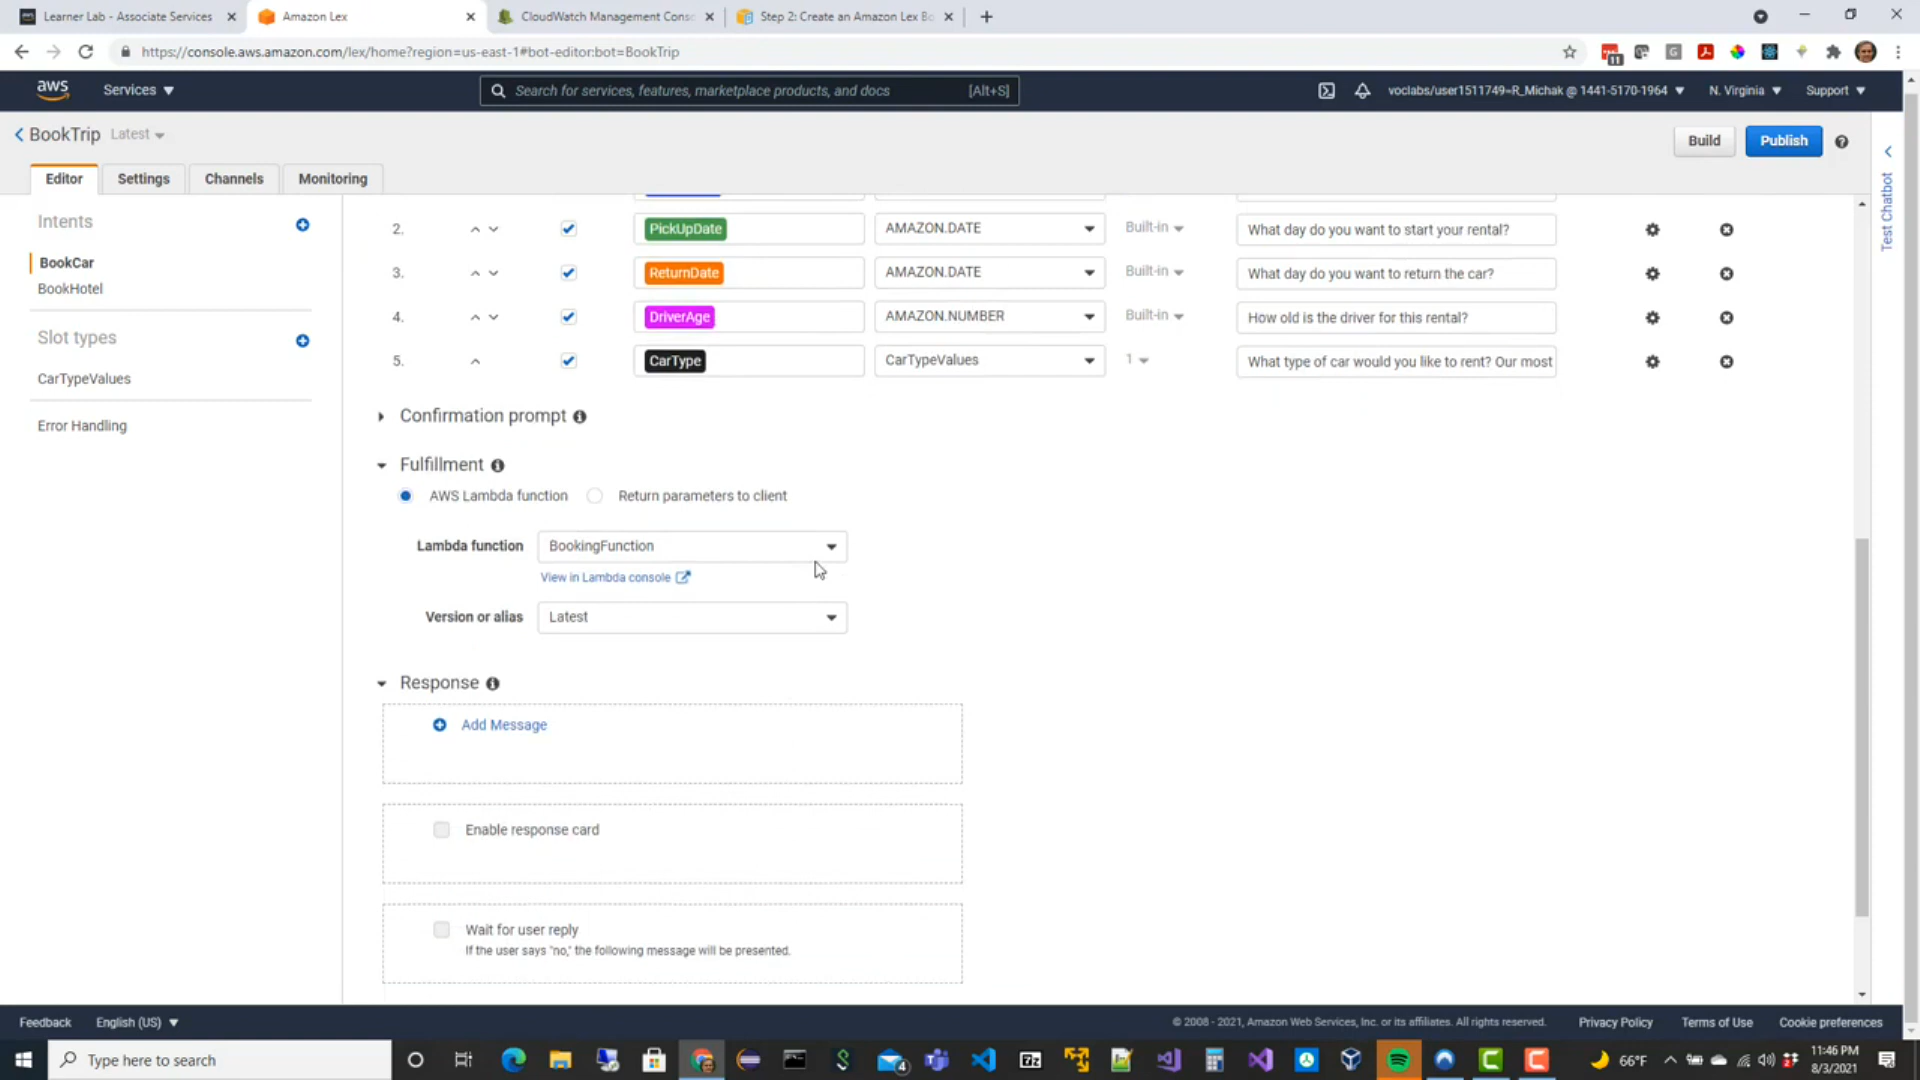 Learner Lab - Associate Services
Amazon Lex
CloudWatch Management Cons
Step 2: Create an Amazon Lex Bo
https://console.aws.amazon.com/lex/home?region=us-east-1#bot-editor:bot=BookTrip
11
aws
Services
Search for services, features, marketplace products, and docs
[Alt+S]
voclabs/user1511749=R_Michak @ 1441-5170-1964
N. Virginia
Support
BookTrip
Latest
Build
Publish
Editor
Settings
Channels
Monitoring
Test Chatbot
Intents
BookCar
BookHotel
Slot types
CarTypeValues
Error Handling
2.
PickUpDate
AMAZON.DATE
Built-in
What day do you want to start your rental?
3.
ReturnDate
AMAZON.DATE
Built-in
What day do you want to return the car?
4.
DriverAge
AMAZON.NUMBER
Built-in
How old is the driver for this rental?
5.
CarType
CarTypeValues
1
What type of car would you like to rent? Our most
Confirmation prompt
Fulfillment
AWS Lambda function
Return parameters to client
Lambda function
BookingFunction
View in Lambda console
Version or alias
Latest
Response
Add Message
Enable response card
Wait for user reply
If the user says "no," the following message will be presented.
Feedback
English (US)
© 2008 - 2021, Amazon Web Services, Inc. or its affiliates. All rights reserved.
Privacy Policy
Terms of Use
Cookie preferences
Type here to search
4
7z
66°F
11:46 PM
8/3/2021